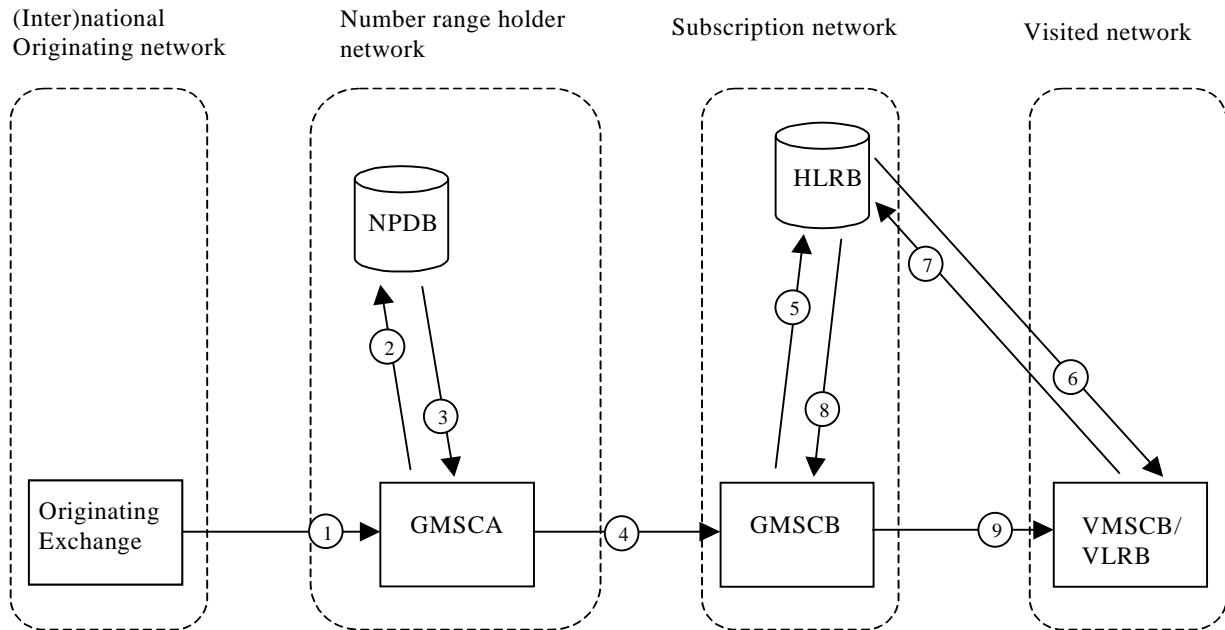 (Inter)national
Originating network
Number range holder
network
Subscription network
Visited network
NPDB
HLRB
7
5
2
6
3
8
Originating
Exchange
1
GMSCA
4
GMSCB
9
VMSCB/
VLRB